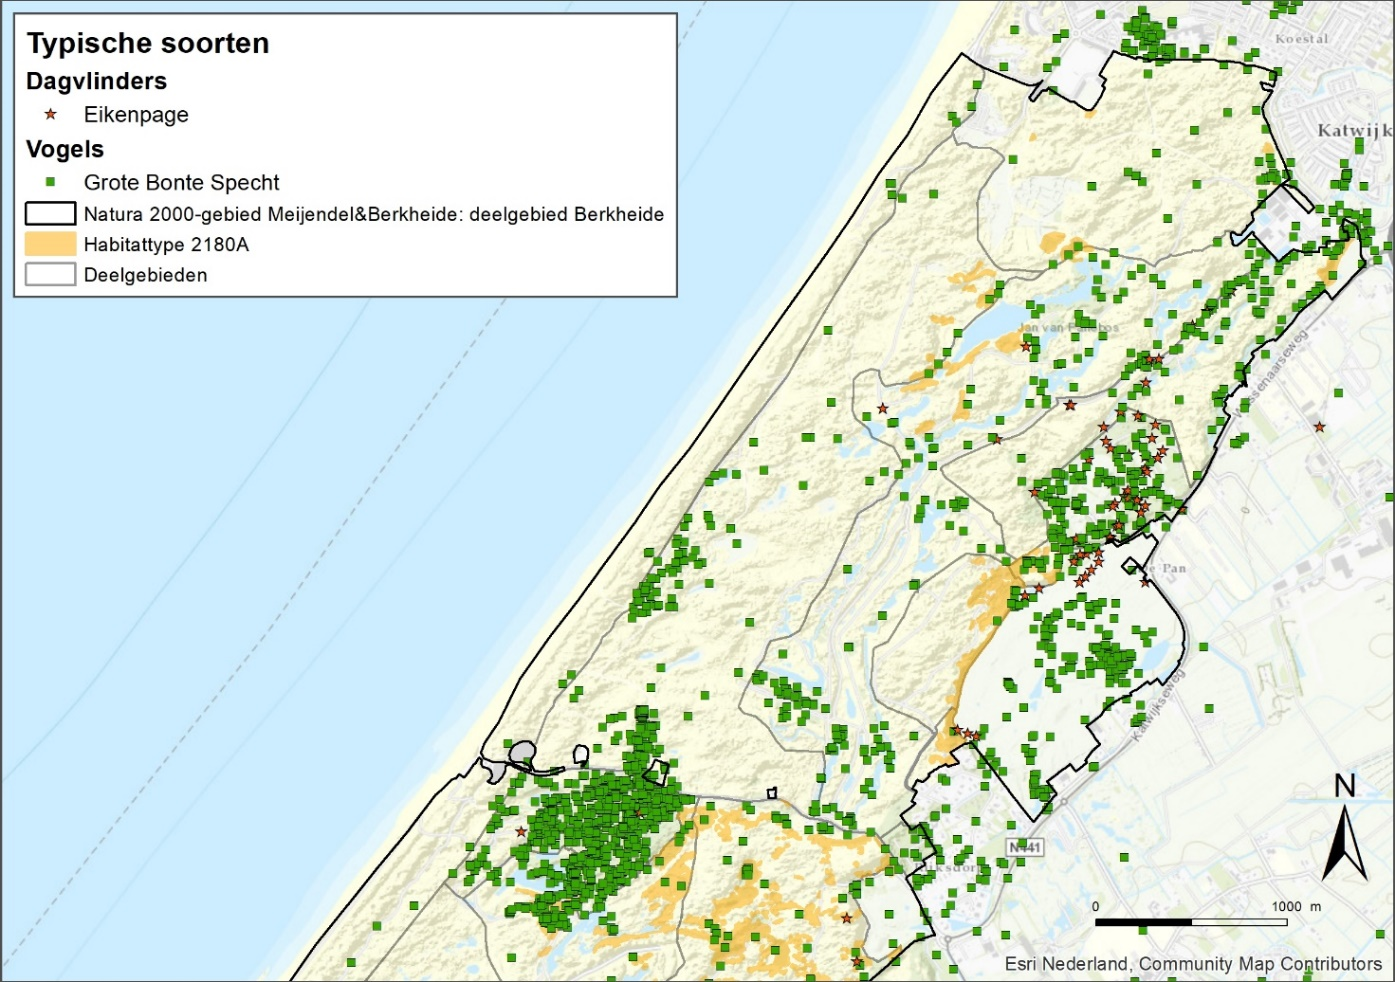 Typische soorten
Dagvlinders
Eikenpage
Vogels
Grote Bonte Specht
Natura 2000-gebied Meijendel&Berkheide: deelgebied Berkheide
Habitattype 2180A
Deelgebieden
Koestal
Katwijk
Jan van
Wassenaarseweg
Pan
Katwijkseweg
N441
N
0 1000 m
Esri Nederland, Community Map Contributors